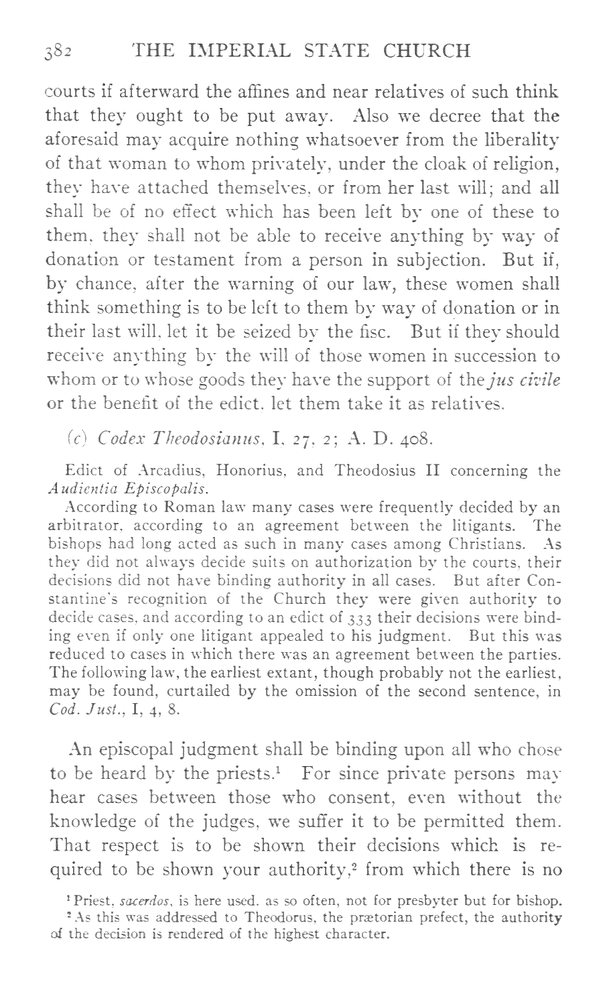 382 THE IMPERIAL STATE CHURCH
courts if afterward the affines and near relatives of such think
that they ought to be put away. Also we decree that the
aforesaid may acquire nothing whatsoever from the liberality
of that woman to whom privately, under the cloak of religion,
they have attached themselves, or from her last will; and all
shall be of no effect which has been left by one of these to
them, they shall not be able to receive anything by way of
donation or testament from a person in subjection. But if,
by chance, after the warning of our law, these women shall
think something is to be left to them by way of donation or in
their last will, let it be seized by the fisc. But if they should
receive anything by the will of those women in succession to
whom or to whose goods they have the support of the jus civile
or the benefit of the edict, let them take it as relatives.
(c) Codex Theodosianus, I, 27, 2; A. D. 408.
Edict of Arcadius, Honorius, and Theodosius II concerning the
Audientia Episcopalis.
According to Roman law many cases were frequently decided by an
arbitrator, according to an agreement between the litigants. The
bishops had long acted as such in many cases among Christians. As
they did not always decide suits on authorization by the courts, their
decisions did not have binding authority in all cases. But after Con-
stantine's recognition of the Church they were given authority to
decide cases, and according to an edict of 333 their decisions were bind-
ing even if only one litigant appealed to his judgment. But this was
reduced to cases in which there was an agreement between the parties.
The following law, the earliest extant, though probably not the earliest,
may be found, curtailed by the omission of the second sentence, in
Cod. Just., I, 4, 8.
An episcopal judgment shall be binding upon all who chose
to be heard by the priests.¹ For since private persons may
hear cases between those who consent, even without the
knowledge of the judges, we suffer it to be permitted them.
That respect is to be shown their decisions which is re-
quired to be shown your authority,² from which there is no
¹ Priest, sacerdos, is here used, as so often, not for presbyter but for bishop.
² As this was addressed to Theodorus, the prætorian prefect, the authority
of the decision is rendered of the highest character.